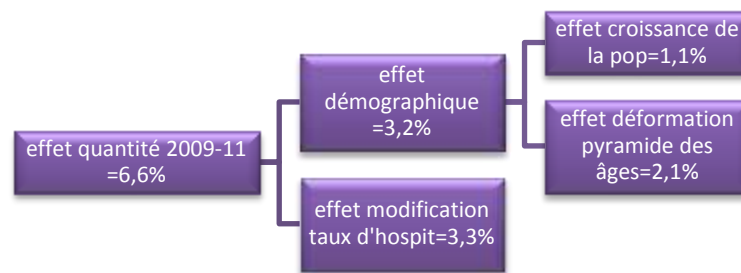 effet quantité 2009-11
=6,6%
effet
démographique
=3,2%
effet modification
taux d'hospit=3,3%
effet croissance de
la pop=1,1%
effet déformation
pyramide des
âges=2,1%